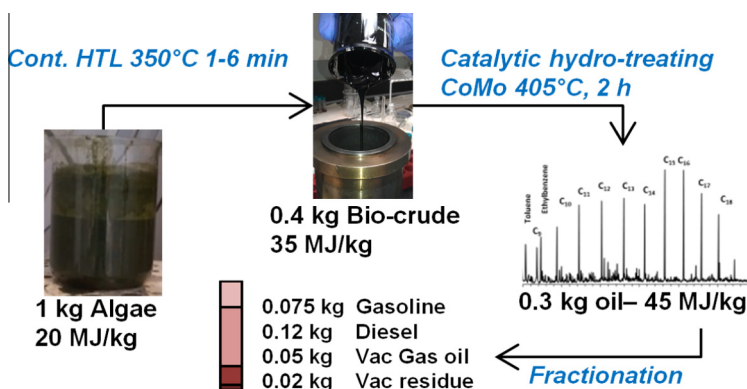 Cont. HTL 350°C 1-6 min
Catalytic hydro-treating
CoMo 405°C, 2 h
1 kg Algae
20 MJ/kg
0.4 kg Bio-crude
35 MJ/kg
Toluene
C9
Ethylbenzene
C10
C11
C12
C13
C14
C15
C16
C17
C18
0.3 kg oil– 45 MJ/kg
0.075 kg Gasoline
0.12 kg Diesel
0.05 kg Vac Gas oil
0.02 kg Vac residue
Fractionation